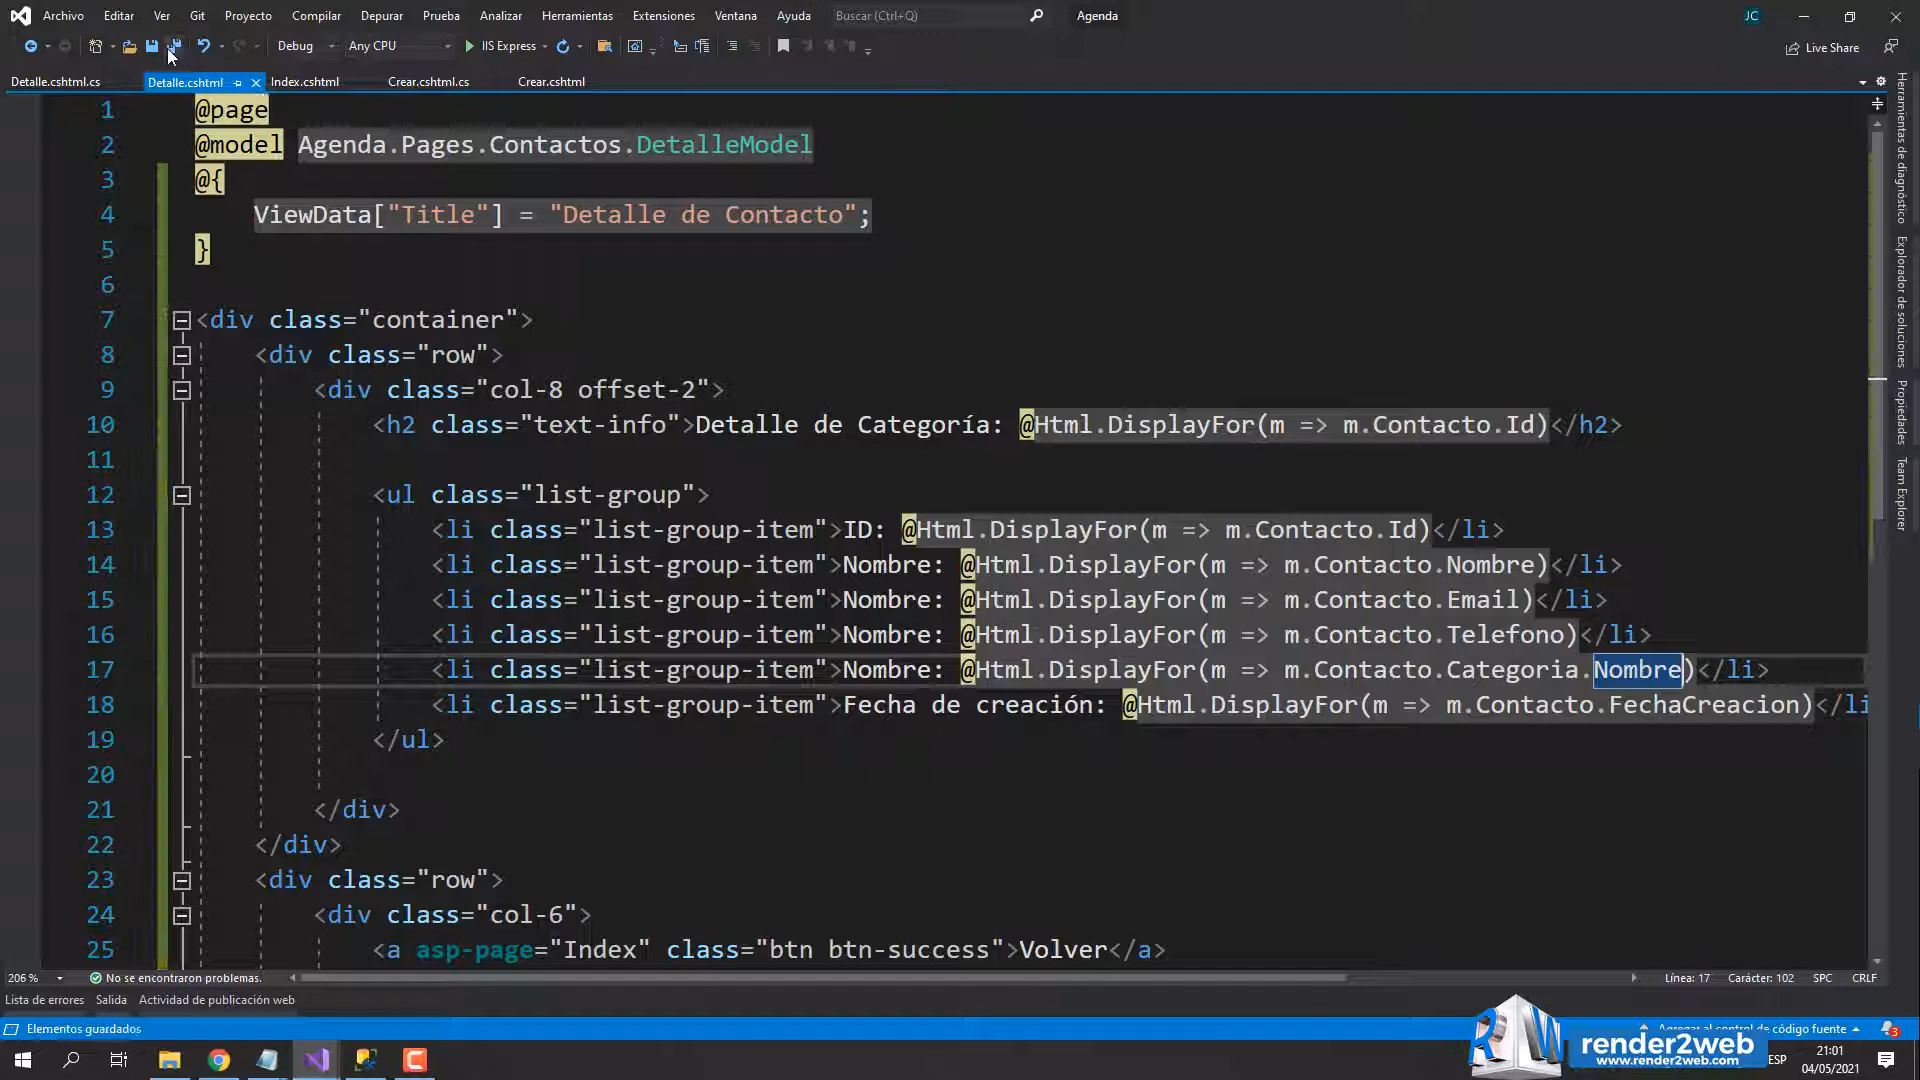 Archivo Editar Ver Git Proyecto Compilar Depurar Prueba Analizar Herramientas Extensiones Ventana Ayuda Buscar (Ctrl+Q) Agenda JC
Debug Any CPU IIS Express Live Share
Detalle.cshtml.cs Detalle.cshtml Index.cshtml Crear.cshtml.cs Crear.cshtml
1 @page
2 @model Agenda.Pages.Contactos.DetalleModel
3 @{
4 ViewData["Title"] = "Detalle de Contacto";
5 }
6
7 <div class="container">
8 <div class="row">
9 <div class="col-8 offset-2">
10 <h2 class="text-info">Detalle de Categoría: @Html.DisplayFor(m => m.Contacto.Id)</h2>
11
12 <ul class="list-group">
13 <li class="list-group-item">ID: @Html.DisplayFor(m => m.Contacto.Id)</li>
14 <li class="list-group-item">Nombre: @Html.DisplayFor(m => m.Contacto.Nombre)</li>
15 <li class="list-group-item">Nombre: @Html.DisplayFor(m => m.Contacto.Email)</li>
16 <li class="list-group-item">Nombre: @Html.DisplayFor(m => m.Contacto.Telefono)</li>
17 <li class="list-group-item">Nombre: @Html.DisplayFor(m => m.Contacto.Categoria.Nombre)</li>
18 <li class="list-group-item">Fecha de creación: @Html.DisplayFor(m => m.Contacto.FechaCreacion)</li
19 </ul>
20
21 </div>
22 </div>
23 <div class="row">
24 <div class="col-6">
25 <a asp-page="Index" class="btn btn-success">Volver</a>
Herramientas de diagnóstico
Explorador de soluciones
Propiedades
Team Explorer
206 % No se encontraron problemas. Línea: 17 Carácter: 102 SPC CRLF
Lista de errores Salida Actividad de publicación web
Elementos guardados Agregar al control de código fuente 3
R2W
render2web
www.render2web.com
ESP
21:01
04/05/2021